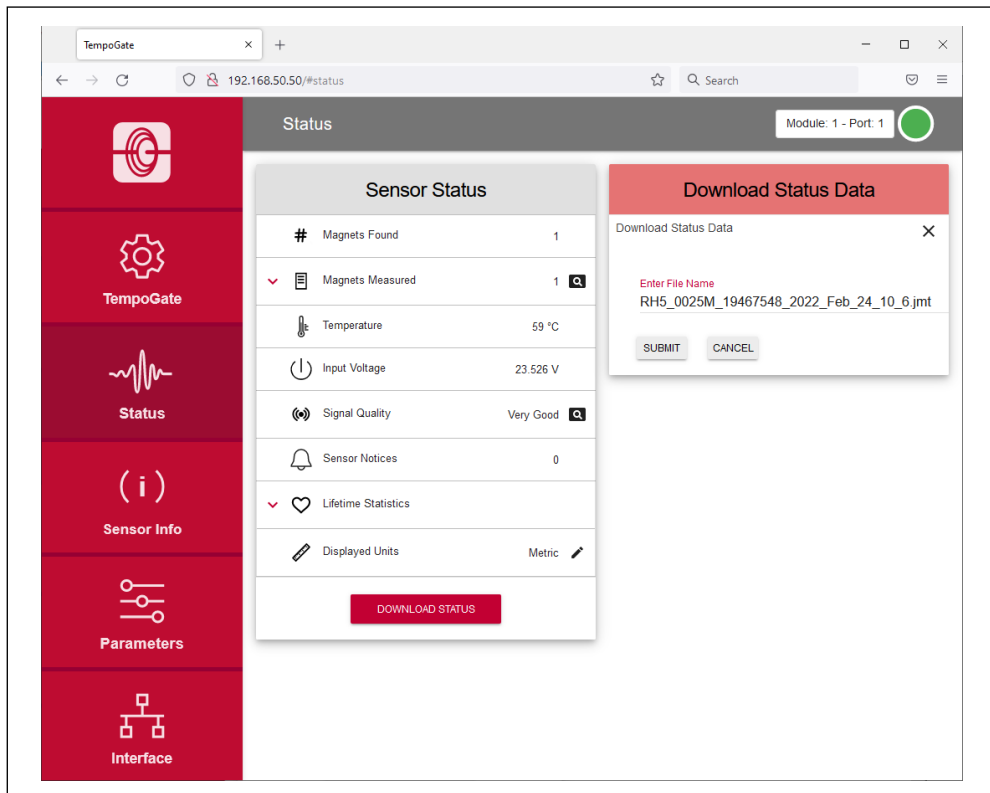 TempoGate
192.168.50.50/#status
Search
Status
Module: 1 - Port: 1
TempoGate
Status
Sensor Info
Parameters
Interface
Sensor Status
# Magnets Found 1
Magnets Measured 1
Temperature 59 °C
Input Voltage 23.526 V
Signal Quality Very Good
Sensor Notices 0
Lifetime Statistics
Displayed Units Metric
DOWNLOAD STATUS
Download Status Data
Download Status Data
Enter File Name
RH5_0025M_19467548_2022_Feb_24_10_6.jmt
SUBMIT CANCEL